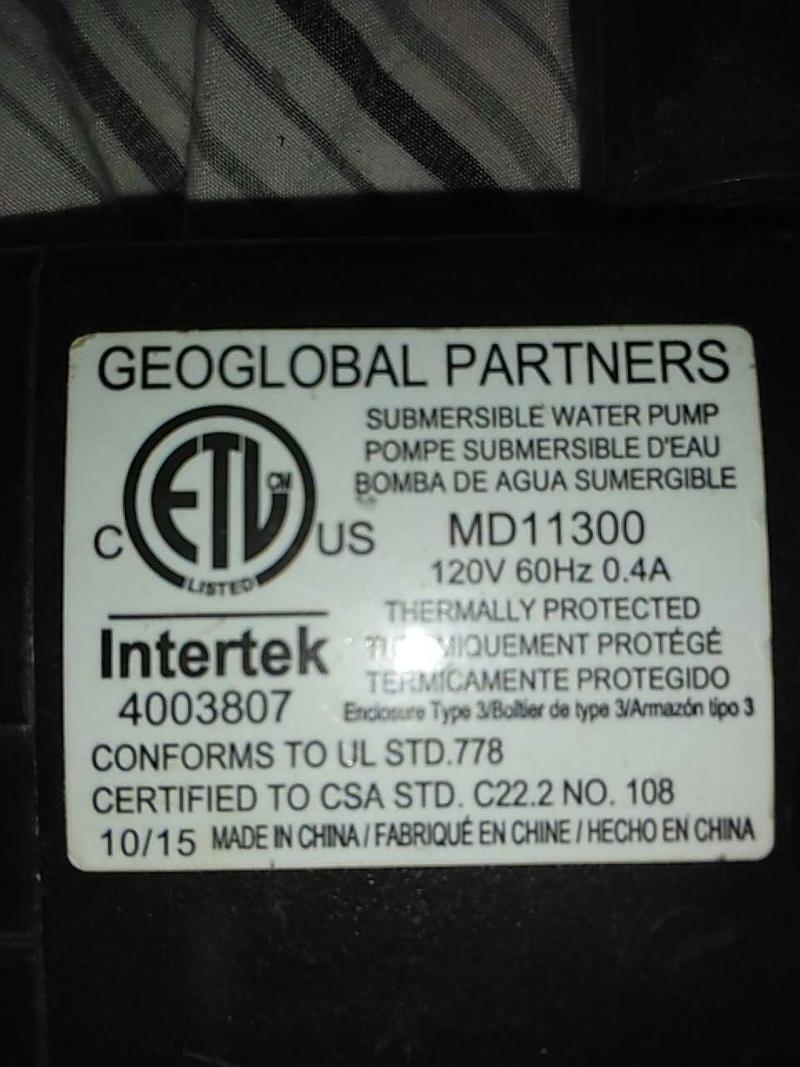 GEOGLOBAL PARTNERS
SUBMERSIBLE WATER PUMP
POMPE SUBMERSIBLE D'EAU
BOMBA DE AGUA SUMERGIBLE
C ETL CM US
LISTED
MD11300
120V 60Hz 0.4A
THERMALLY PROTECTED
PROTÉGÉ
TERMICAMENTE PROTEGIDO
Enclosure Type 3/Boîtier de type 3/Armazón tipo 3
Intertek
4003807
CONFORMS TO UL STD.778
CERTIFIED TO CSA STD. C22.2 NO. 108
10/15 MADE IN CHINA / FABRIQUÉ EN CHINE / HECHO EN CHINA